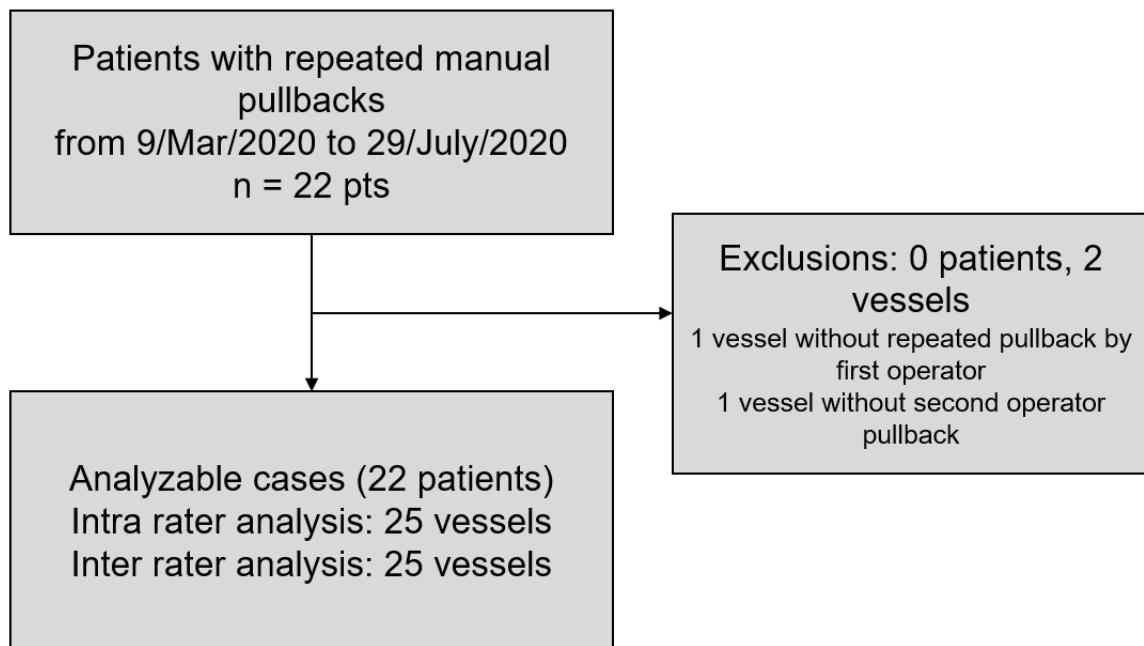 Patients with repeated manual
pullbacks
from 9/Mar/2020 to 29/July/2020
n = 22 pts
Exclusions: 0 patients, 2
vessels
1 vessel without repeated pullback by
first operator
1 vessel without second operator
pullback
Analyzable cases (22 patients)
Intra rater analysis: 25 vessels
Inter rater analysis: 25 vessels